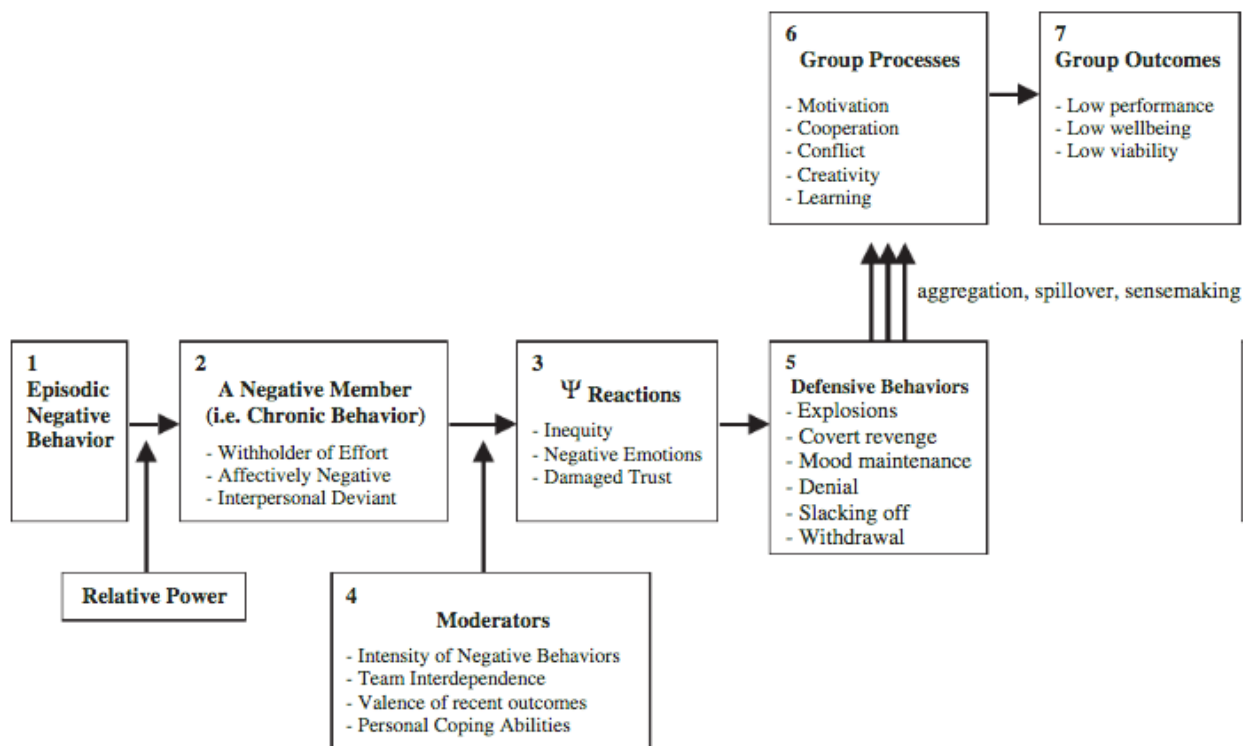 6
Group Processes
- Motivation
- Cooperation
- Conflict
- Creativity
- Learning
7
Group Outcomes
- Low performance
- Low wellbeing
- Low viability
aggregation, spillover, sensemaking
1
Episodic
Negative
Behavior
2
A Negative Member
(i.e. Chronic Behavior)
- Withholder of Effort
- Affectively Negative
- Interpersonal Deviant
3
Ψ Reactions
- Inequity
- Negative Emotions
- Damaged Trust
5
Defensive Behaviors
- Explosions
- Covert revenge
- Mood maintenance
- Denial
- Slacking off
- Withdrawal
Relative Power
4
Moderators
- Intensity of Negative Behaviors
- Team Interdependence
- Valence of recent outcomes
- Personal Coping Abilities